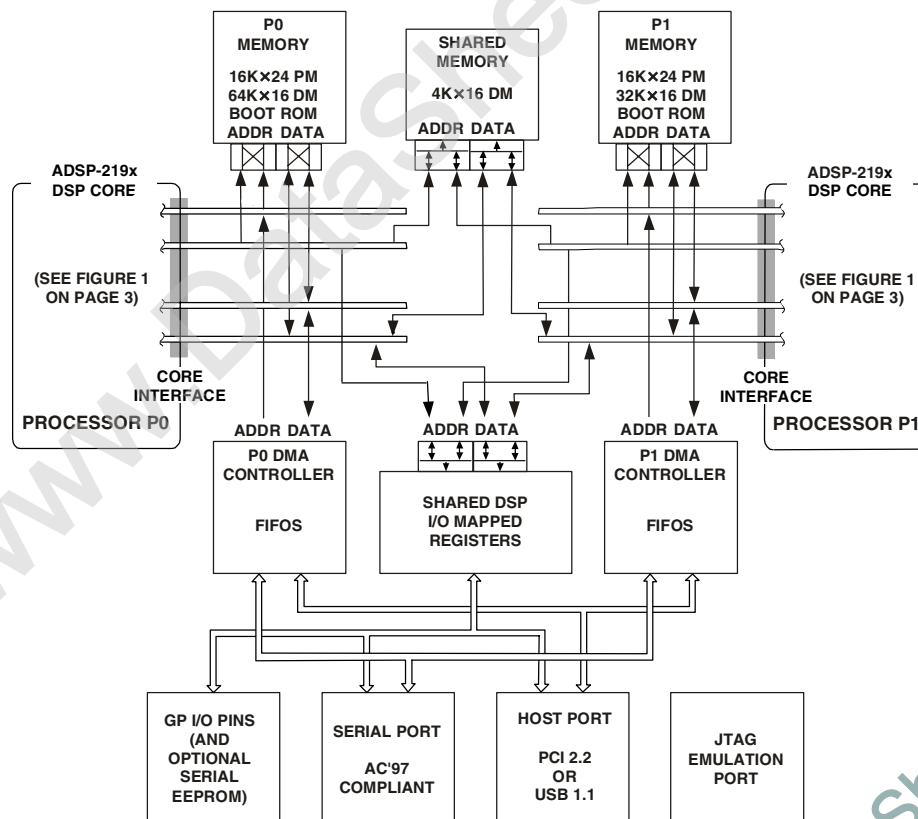 P0
MEMORY
16K×24 PM
64K×16 DM
BOOT ROM
ADDR DATA
SHARED
MEMORY
4K×16 DM
ADDR DATA
P1
MEMORY
16K×24 PM
32K×16 DM
BOOT ROM
ADDR DATA
ADSP-219x
DSP CORE
(SEE FIGURE 1
ON PAGE 3)
CORE
INTERFACE
PROCESSOR P0
ADSP-219x
DSP CORE
(SEE FIGURE 1
ON PAGE 3)
CORE
INTERFACE
PROCESSOR P1
ADDR DATA
P0 DMA
CONTROLLER
FIFOS
ADDR DATA
SHARED DSP
I/O MAPPED
REGISTERS
ADDR DATA
P1 DMA
CONTROLLER
FIFOS
GP I/O PINS
(AND
OPTIONAL
SERIAL
EEPROM)
SERIAL PORT
AC'97
COMPLIANT
HOST PORT
PCI 2.2
OR
USB 1.1
JTAG
EMULATION
PORT
www.DataShee